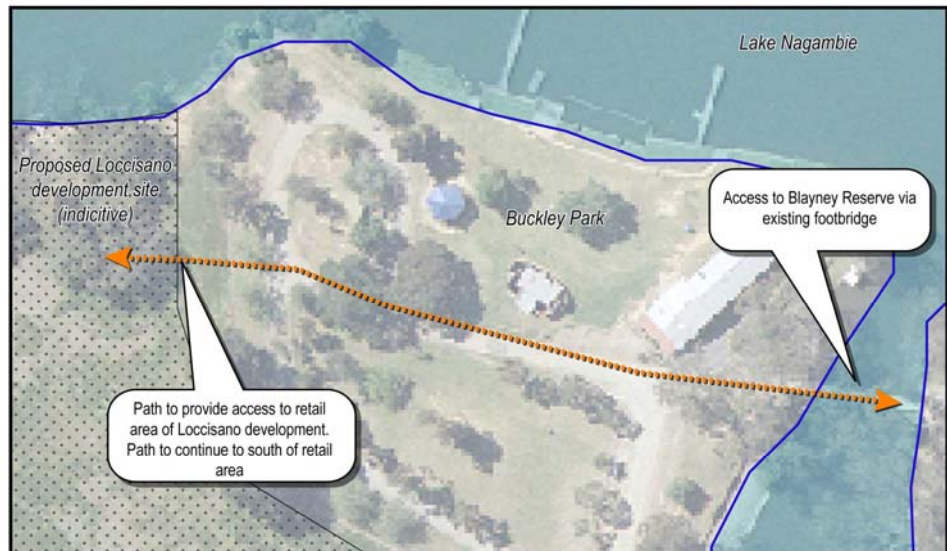 Lake Nagambie
Proposed Loccisano
development site
(indicitive)
Buckley Park
Access to Blayney Reserve via
existing footbridge
Path to provide access to retail
area of Loccisano development.
Path to continue to south of retail
area